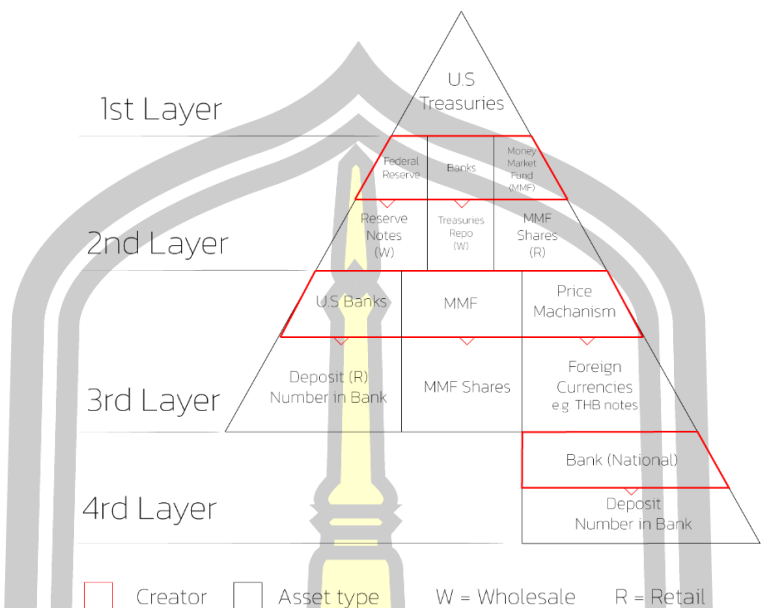 U.S
Treasuries
1st Layer
Federal
Reserve
Banks
Money
Market
Fund
(MMF)
2nd Layer
Reserve
Notes
(W)
Treasuries
Repo
(W)
MMF
Shares
(R)
U.S Banks
MMF
Price
Machanism
3rd Layer
Deposit (R)
Number in Bank
MMF Shares
Foreign
Currencies
e.g. THB notes
Bank (National)
4rd Layer
Deposit
Number in Bank
Creator
Asset type
W = Wholesale
R = Retail